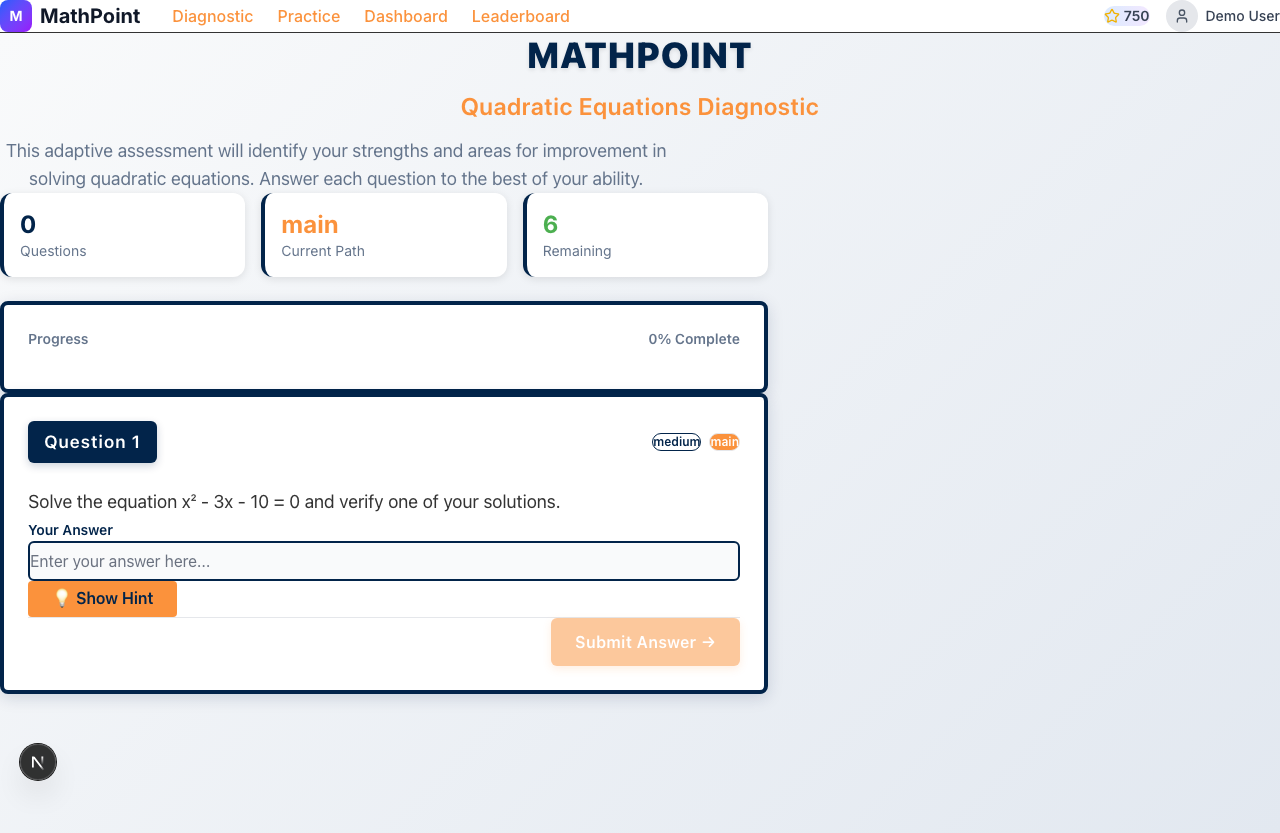 M MathPoint Diagnostic Practice Dashboard Leaderboard 750 Demo User
MATHPOINT
Quadratic Equations Diagnostic
This adaptive assessment will identify your strengths and areas for improvement in
solving quadratic equations. Answer each question to the best of your ability.
0 main 6
Questions Current Path Remaining
Progress 0% Complete
Question 1 medium main
Solve the equation x² - 3x - 10 = 0 and verify one of your solutions.
Your Answer
Enter your answer here...
💡 Show Hint
Submit Answer →
N